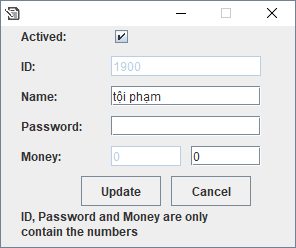 Actived:
ID: 1900
Name: tội phạm
Password:
Money: 0 0
Update Cancel
ID, Password and Money are only
contain the numbers